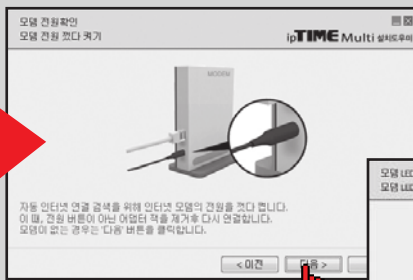 모뎀 전원확인
모뎀 전원 껐다 켜기
ipTIME Multi 설치도우미
MODEM
자동 인터넷 연결 검색을 위해 인터넷 모뎀의 전원을 껐다 켭니다.
이 때, 전원 버튼이 아닌 어댑터 잭을 제거후 다시 연결합니다.
모뎀이 없는 경우는 '다음' 버튼을 클릭합니다.
< 이전
다음 >
모뎀 LED
모뎀 LED